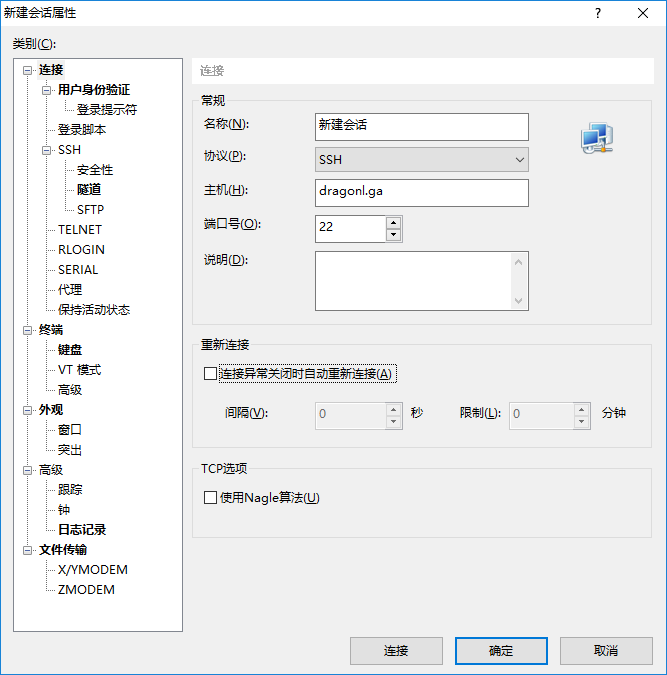 新建会话属性
?
类别(C):
连接
用户身份验证
登录提示符
登录脚本
SSH
安全性
隧道
SFTP
TELNET
RLOGIN
SERIAL
代理
保持活动状态
终端
键盘
VT 模式
高级
外观
窗口
突出
高级
跟踪
钟
日志记录
文件传输
X/YMODEM
ZMODEM
连接
常规
名称(N): 新建会话
协议(P): SSH
主机(H): dragonl.ga
端口号(O): 22
说明(D):
重新连接
连接异常关闭时自动重新连接(A)
间隔(V): 0 秒 限制(L): 0 分钟
TCP选项
使用Nagle算法(U)
连接 确定 取消